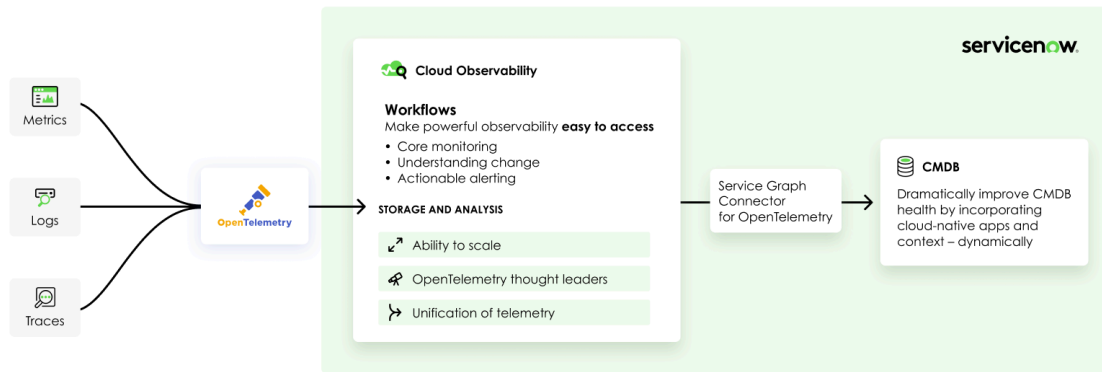 servicenow
Cloud Observability
Metrics
Workflows
Make powerful observability easy to access
• Core monitoring
• Understanding change
• Actionable alerting
CMDB
Dramatically improve CMDB
health by incorporating
cloud-native apps and
context – dynamically
Service Graph
Connector
for OpenTelemetry
Logs
OpenTelemetry
STORAGE AND ANALYSIS
Ability to scale
OpenTelemetry thought leaders
Unification of telemetry
Traces